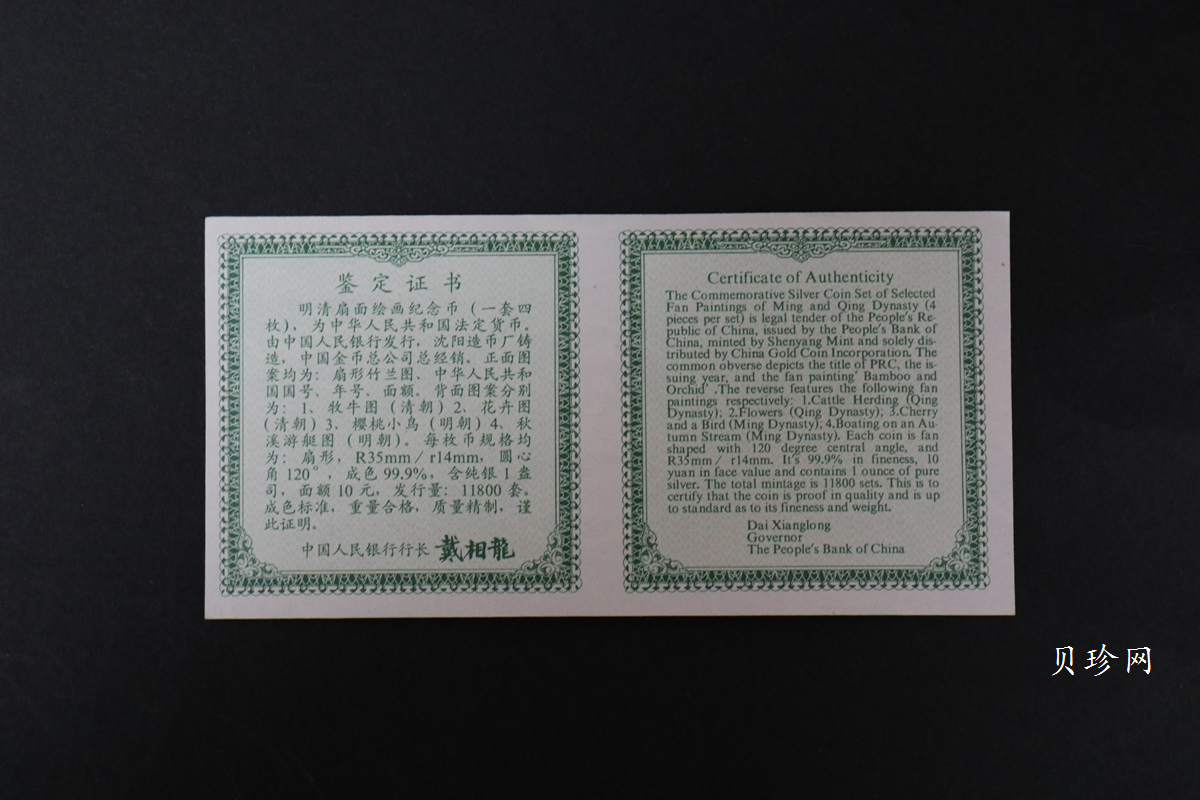 鉴定证书
明清扇面绘画纪念币（一套四
枚），为中华人民共和国法定货币。
由中国人民银行发行，沈阳造币厂铸
造，中国金币总公司总经销。正面图
案均为：扇形竹兰图、中华人民共和
国国号、年号、面额。背面图案分别
为：1、牧牛图（清朝）2、花卉图
（清朝）3、樱桃小鸟（明朝）4、秋
溪游艇图（明朝）。每枚币规格均
为：扇形，R35mm／r14mm，圆心
角120°，成色99.9%，含纯银1盎
司，面额10元，发行量：11800套。
成色标准，重量合格，质量精制，谨
此证明。
中国人民银行行长 戴相龍
Certificate of Authenticity
The Commemorative Silver Coin Set of Selected
Fan Paintings of Ming and Qing Dynasty (4
pieces per set) is legal tender of the People's Re-
public of China, issued by the People's Bank of
China, minted by Shenyang Mint and solely dis-
tributed by China Gold Coin Incorporation. The
common obverse depicts the title of PRC, the is-
suing year, and the fan painting' Bamboo and
Orchid' .The reverse features the following fan
paintings respectively: 1.Cattle Herding (Qing
Dynasty); 2.Flowers (Qing Dynasty); 3.Cherry
and a Bird (Ming Dynasty); 4.Boating on an Au-
tumn Stream (Ming Dynasty). Each coin is fan
shaped with 120 degree central angle, and
R35mm／r14mm. It's 99.9% in fineness, 10
yuan in face value and contains 1 ounce of pure
silver. The total mintage is 11800 sets. This is to
certify that the coin is proof in quality and is up
to standard as to its fineness and weight.
Dai Xianglong
Governor
The People's Bank of China
贝珍网